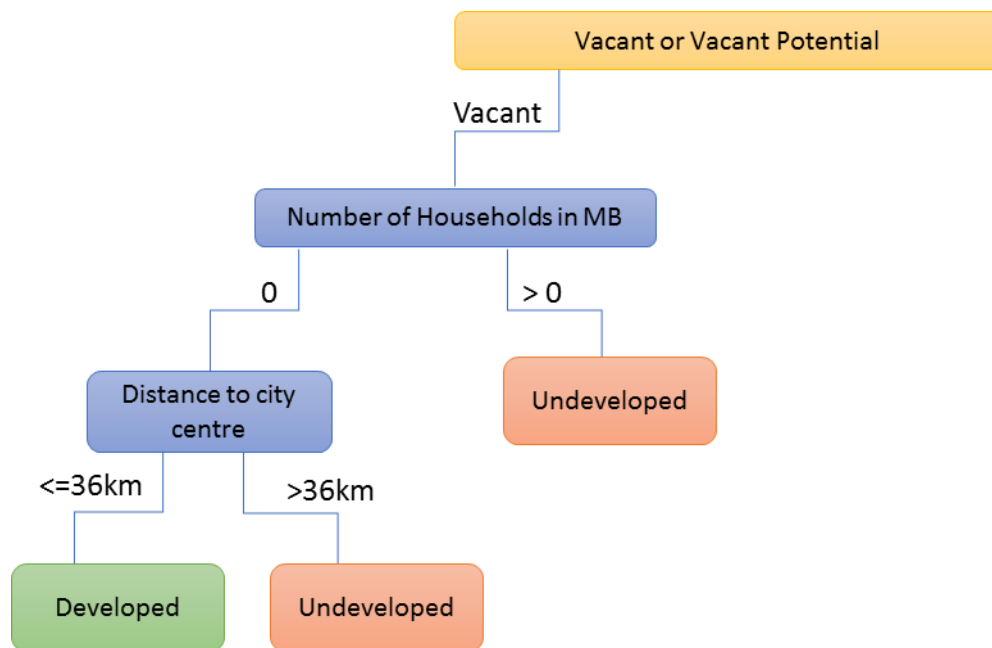 Vacant or Vacant Potential
Vacant
Number of Households in MB
0
> 0
Distance to city
centre
Undeveloped
<=36km
>36km
Developed
Undeveloped